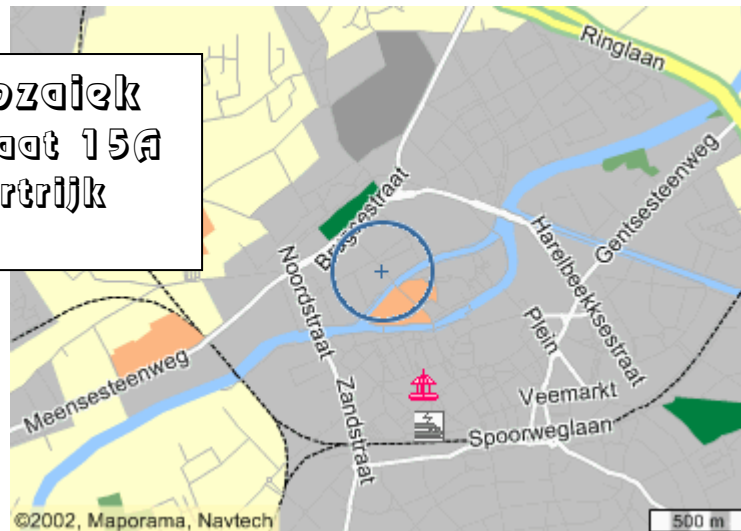 ozaiek
aat 15A
rtrijk
Ringlaan
Brugsestraat
Gentsesteenweg
Harelbeekksestraat
Noordstraat
Plein
Meensesteenweg
Zandstraat
Veemarkt
Spoorweglaan
©2002, Maporama, Navtech
500 m